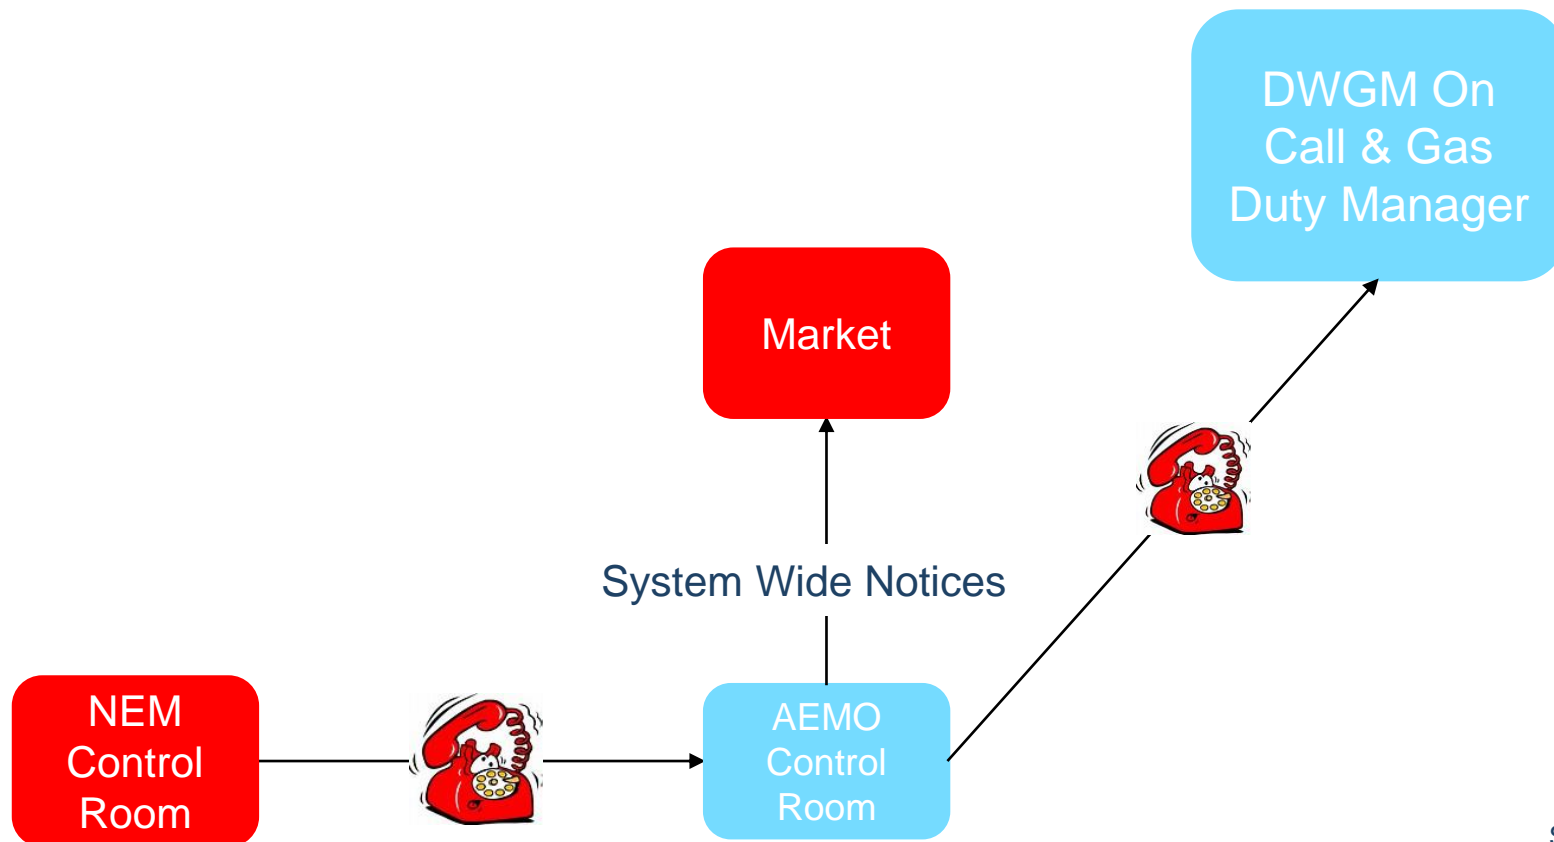 DWGM On
Call & Gas
Duty Manager
Market
System Wide Notices
NEM
Control
Room
AEMO
Control
Room